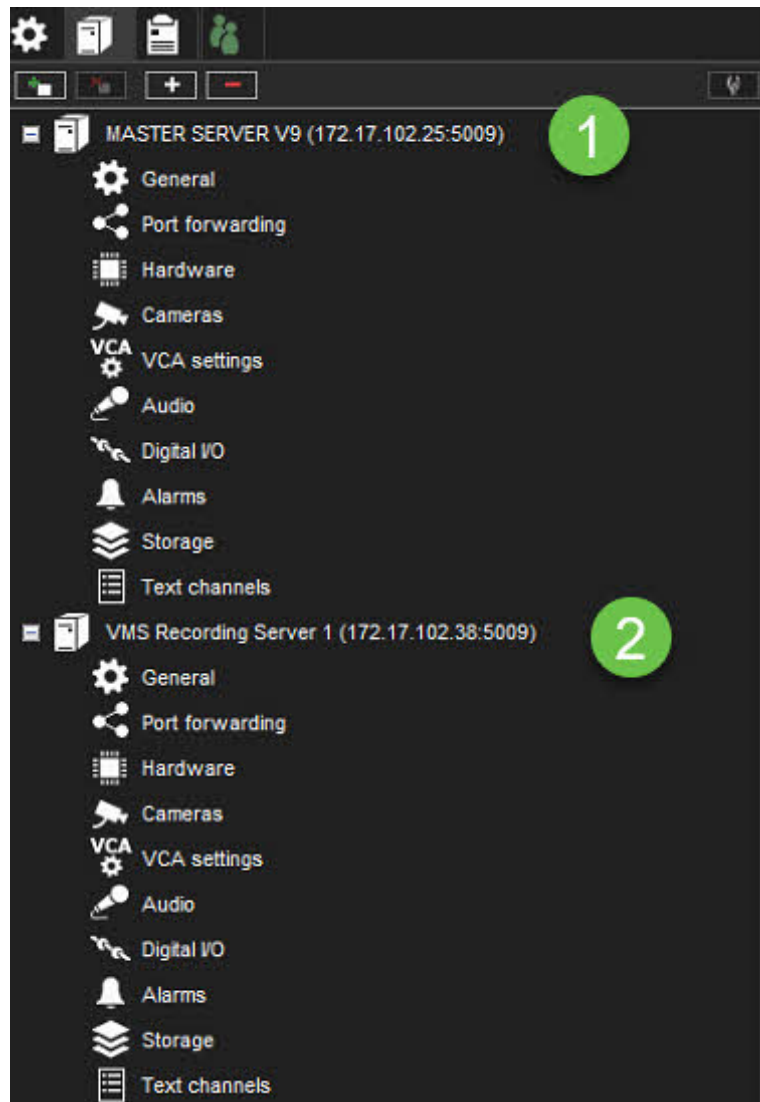 MASTER SERVER V9 (172.17.102.25:5009)
1
General
Port forwarding
Hardware
Cameras
VCA
VCA settings
Audio
Digital I/O
Alarms
Storage
Text channels
VMS Recording Server 1 (172.17.102.38:5009)
2
General
Port forwarding
Hardware
Cameras
VCA
VCA settings
Audio
Digital I/O
Alarms
Storage
Text channels